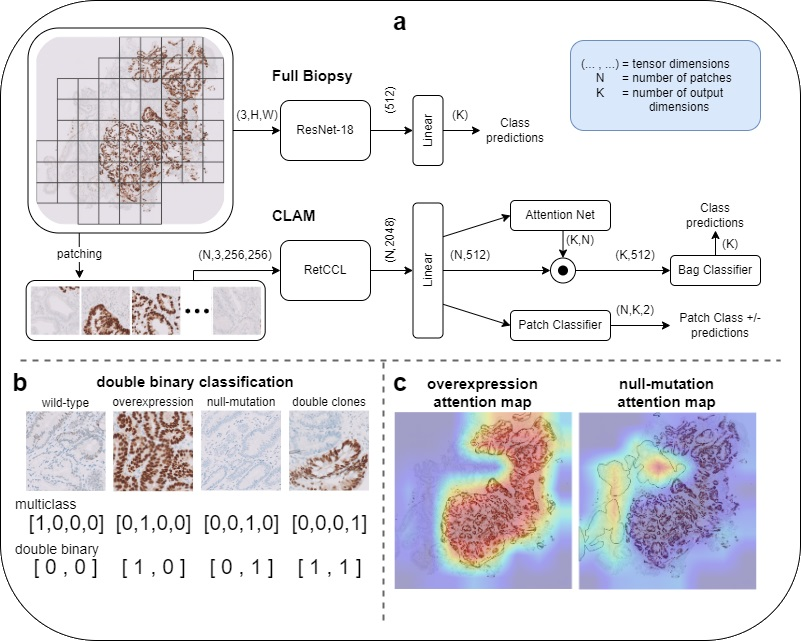 a
Full Biopsy
(3,H,W)
ResNet-18
(512)
Linear
(K)
Class
predictions
(... , ...) = tensor dimensions
N = number of patches
K = number of output
dimensions
patching
CLAM
(N,3,256,256)
RetCCL
(N,2048)
Linear
Attention Net
(K,N)
(N,512)
(K,512)
Bag Classifier
(K)
Class
predictions
Patch Classifier
(N,K,2)
Patch Class +/-
predictions
b
double binary classification
wild-type overexpression null-mutation double clones
multiclass
[1,0,0,0] [0,1,0,0] [0,0,1,0] [0,0,0,1]
double binary
[ 0 , 0 ] [ 1 , 0 ] [ 0 , 1 ] [ 1 , 1 ]
c
overexpression
attention map
null-mutation
attention map